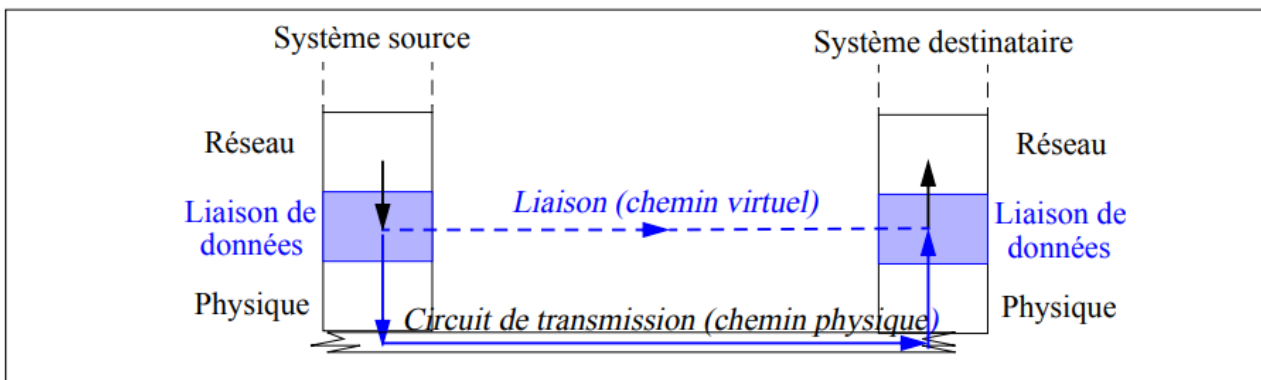 Système source
Système destinataire
Réseau
Réseau
Liaison (chemin virtuel)
Liaison de
données
Liaison de
données
Physique
Physique
Circuit de transmission (chemin physique)